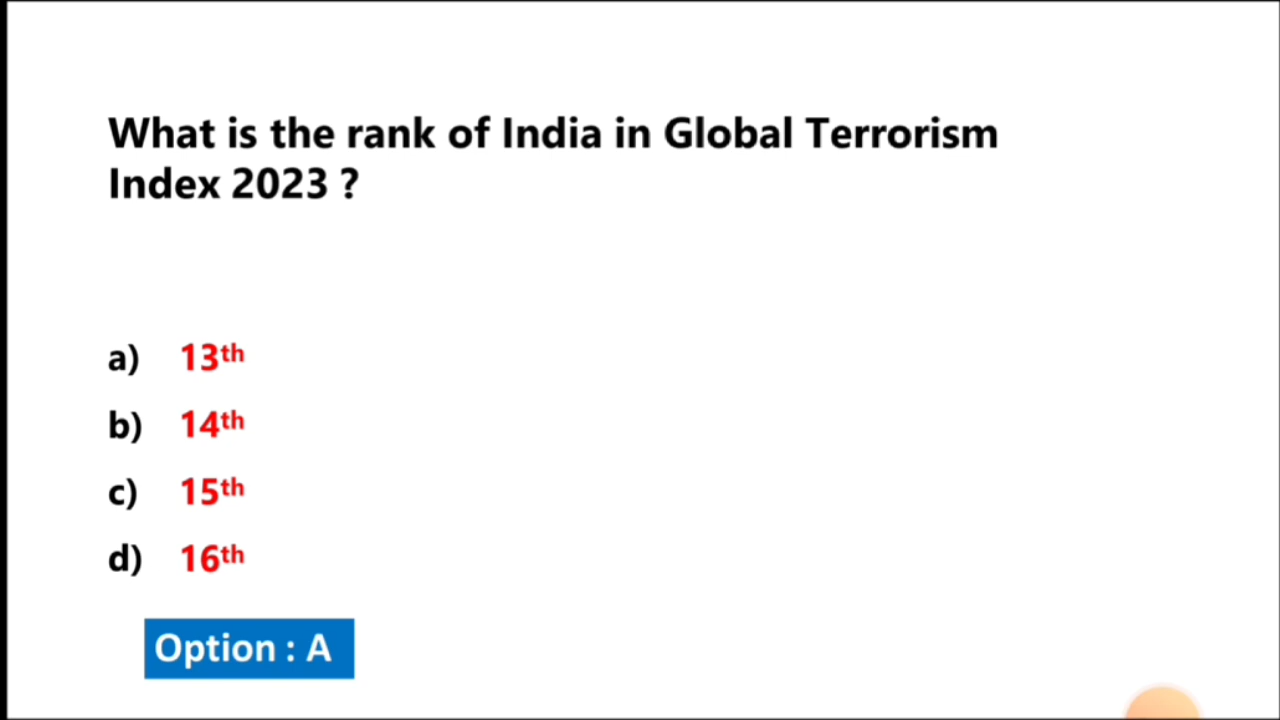 What is the rank of India in Global Terrorism
Index 2023 ?
a) 13th
b) 14th
c) 15th
d) 16th
Option : A